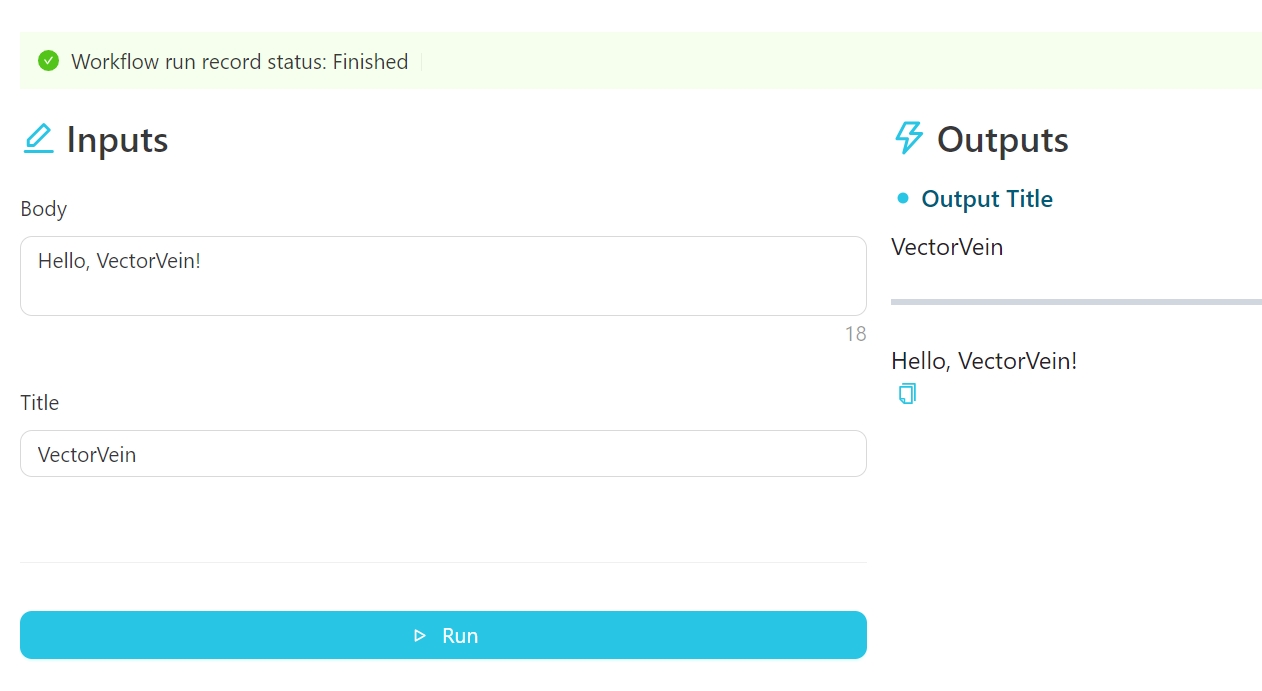 Workflow run record status: Finished
Inputs
Body
Hello, VectorVein!
18
Title
VectorVein
Run
Outputs
Output Title
VectorVein
Hello, VectorVein!